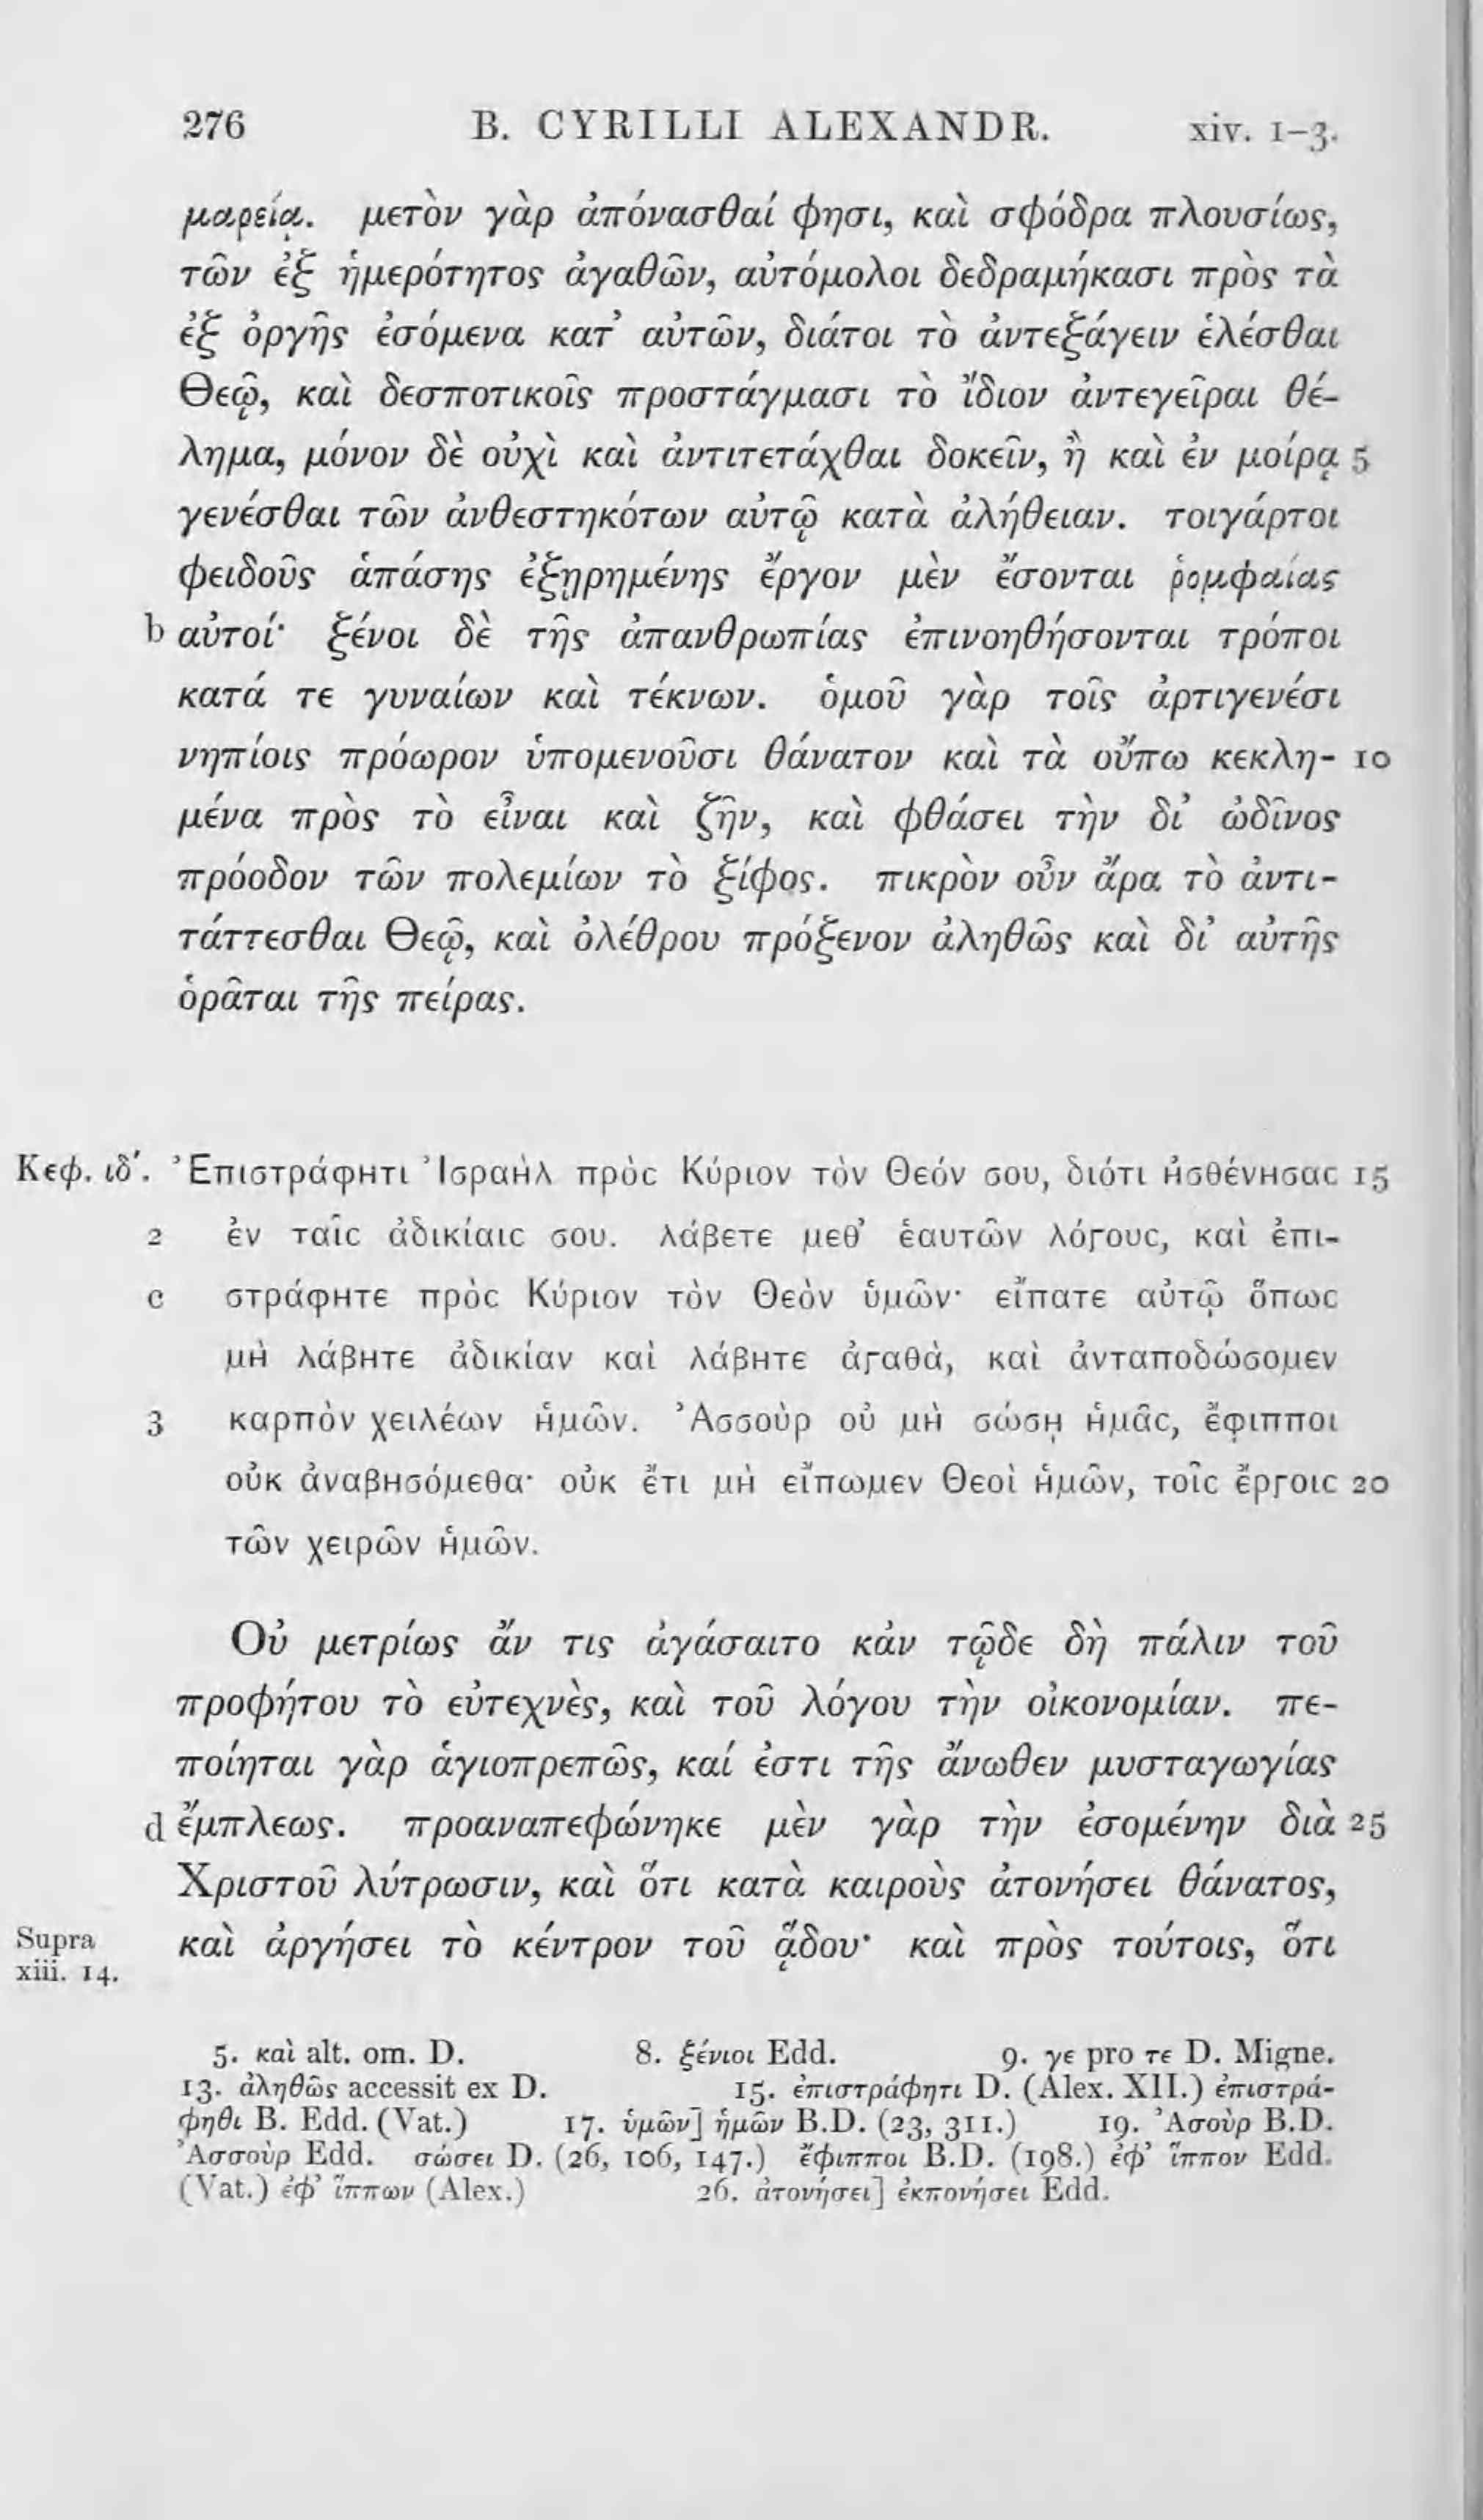 276 B. CYRILLI ALEXANDR. xiv. 1-3.
μαρεία. μετὸν γὰρ ἀπόνασθαί φησι, καὶ σφόδρα πλουσίως,
τῶν ἐξ ἡμερότητος ἀγαθῶν, αὐτόμολοι δεδραμήκασι πρὸς τὰ
ἐξ ὀργῆς ἐσόμενα κατ’ αὐτῶν, διάτοι τὸ ἀντεξάγειν ἑλέσθαι
Θεῷ, καὶ δεσποτικοῖς προστάγμασι τὸ ἴδιον ἀντεγεῖραι θέ-
λημα, μόνον δὲ οὐχὶ καὶ ἀντιτετάχθαι δοκεῖν, ἢ καὶ ἐν μοίρᾳ 5
γενέσθαι τῶν ἀνθεστηκότων αὐτῷ κατὰ ἀλήθειαν. τοιγάρτοι
φειδοῦς ἁπάσης ἐξῃρημένης ἔργον μὲν ἔσονται ῥομφαίας
b αὐτοί· ξένοι δὲ τῆς ἀπανθρωπίας ἐπινοηθήσονται τρόποι
κατά τε γυναίων καὶ τέκνων. ὁμοῦ γὰρ τοῖς ἀρτιγενέσι
νηπίοις πρόωρον ὑπομενοῦσι θάνατον καὶ τὰ οὔπω κεκλη- 10
μένα πρὸς τὸ εἶναι καὶ ζῆν, καὶ φθάσει τὴν δι’ ὠδῖνος
πρόοδον τῶν πολεμίων τὸ ξίφος. πικρὸν οὖν ἄρα τὸ ἀντι-
τάττεσθαι Θεῷ, καὶ ὀλέθρου πρόξενον ἀληθῶς καὶ δι’ αὐτῆς
ὁρᾶται τῆς πείρας.
Κεφ. ιδ′. Ἐπιστράφητι Ἰσραὴλ πρὸς Κύριον τὸν Θεόν σου, διότι ἠσθένησας 15
2 ἐν ταῖς ἀδικίαις σου. λάβετε μεθ’ ἑαυτῶν λόγους, καὶ ἐπι-
c στράφητε πρὸς Κύριον τὸν Θεὸν ὑμῶν· εἴπατε αὐτῷ ὅπως
μὴ λάβητε ἀδικίαν καὶ λάβητε ἀγαθὰ, καὶ ἀνταποδώσομεν
3 καρπὸν χειλέων ἡμῶν. Ἀσσοὺρ οὐ μὴ σώσῃ ἡμᾶς, ἔφιπποι
οὐκ ἀναβησόμεθα· οὐκ ἔτι μὴ εἴπωμεν Θεοὶ ἡμῶν, τοῖς ἔργοις 20
τῶν χειρῶν ἡμῶν.
Οὐ μετρίως ἄν τις ἀγάσαιτο κἀν τῷδε δὴ πάλιν τοῦ
προφήτου τὸ εὐτεχνὲς, καὶ τοῦ λόγου τὴν οἰκονομίαν. πε-
ποίηται γὰρ ἁγιοπρεπῶς, καί ἐστι τῆς ἄνωθεν μυσταγωγίας
d ἔμπλεως. προαναπεφώνηκε μὲν γὰρ τὴν ἐσομένην διὰ 25
Χριστοῦ λύτρωσιν, καὶ ὅτι κατὰ καιροὺς ἀτονήσει θάνατος,
Supra xiii. 14. καὶ ἀργήσει τὸ κέντρον τοῦ ᾅδου· καὶ πρὸς τούτοις, ὅτι
5. καὶ alt. om. D. 8. ξένιοι Edd. 9. γε pro τε D. Migne.
13. ἀληθῶς accessit ex D. 15. ἐπιστράφητι D. (Alex. XII.) ἐπιστρά-
φηθι B. Edd. (Vat.) 17. ὑμῶν] ἡμῶν B.D. (23, 311.) 19. Ἀσοὺρ B.D.
Ἀσσοὺρ Edd. σώσει D. (26, 106, 147.) ἔφιπποι B.D. (198.) ἐφ’ ἵππον Edd.
(Vat.) ἐφ’ ἵππων (Alex.) 26. ἀτονήσει] ἐκπονήσει Edd.